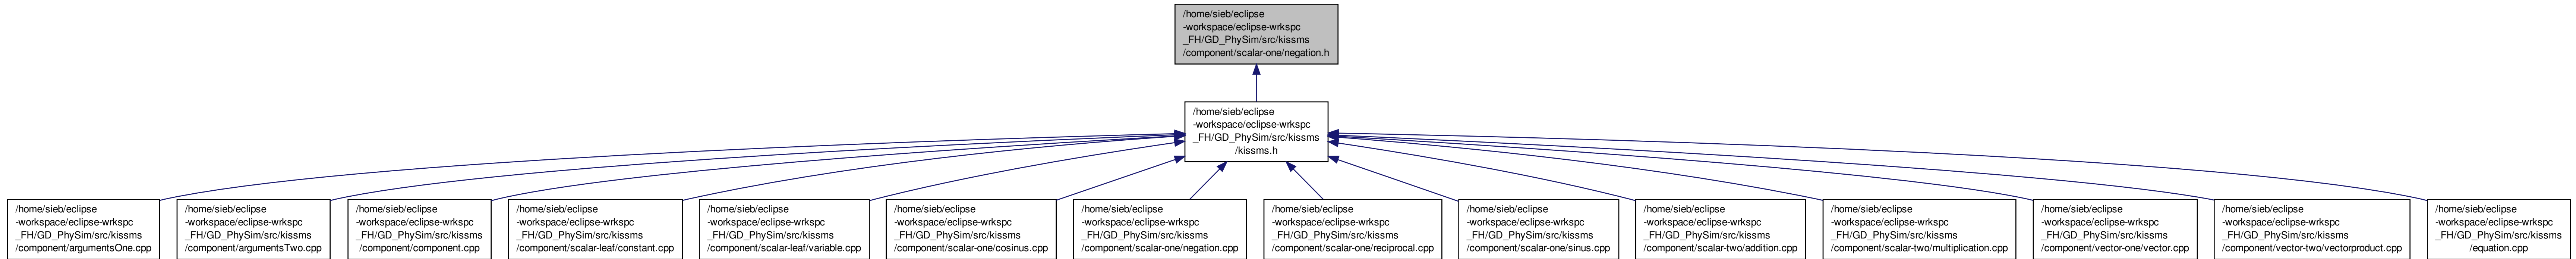 /home/sieb/eclipse
-workspace/eclipse-wrkspc
_FH/GD_PhySim/src/kissms
/component/scalar-one/negation.h
/home/sieb/eclipse
-workspace/eclipse-wrkspc
_FH/GD_PhySim/src/kissms
/kissms.h
/home/sieb/eclipse
-workspace/eclipse-wrkspc
_FH/GD_PhySim/src/kissms
/component/argumentsOne.cpp
/home/sieb/eclipse
-workspace/eclipse-wrkspc
_FH/GD_PhySim/src/kissms
/component/argumentsTwo.cpp
/home/sieb/eclipse
-workspace/eclipse-wrkspc
_FH/GD_PhySim/src/kissms
/component/component.cpp
/home/sieb/eclipse
-workspace/eclipse-wrkspc
_FH/GD_PhySim/src/kissms
/component/scalar-leaf/constant.cpp
/home/sieb/eclipse
-workspace/eclipse-wrkspc
_FH/GD_PhySim/src/kissms
/component/scalar-leaf/variable.cpp
/home/sieb/eclipse
-workspace/eclipse-wrkspc
_FH/GD_PhySim/src/kissms
/component/scalar-one/cosinus.cpp
/home/sieb/eclipse
-workspace/eclipse-wrkspc
_FH/GD_PhySim/src/kissms
/component/scalar-one/negation.cpp
/home/sieb/eclipse
-workspace/eclipse-wrkspc
_FH/GD_PhySim/src/kissms
/component/scalar-one/reciprocal.cpp
/home/sieb/eclipse
-workspace/eclipse-wrkspc
_FH/GD_PhySim/src/kissms
/component/scalar-one/sinus.cpp
/home/sieb/eclipse
-workspace/eclipse-wrkspc
_FH/GD_PhySim/src/kissms
/component/scalar-two/addition.cpp
/home/sieb/eclipse
-workspace/eclipse-wrkspc
_FH/GD_PhySim/src/kissms
/component/scalar-two/multiplication.cpp
/home/sieb/eclipse
-workspace/eclipse-wrkspc
_FH/GD_PhySim/src/kissms
/component/vector-one/vector.cpp
/home/sieb/eclipse
-workspace/eclipse-wrkspc
_FH/GD_PhySim/src/kissms
/component/vector-two/vectorproduct.cpp
/home/sieb/eclipse
-workspace/eclipse-wrkspc
_FH/GD_PhySim/src/kissms
/equation.cpp